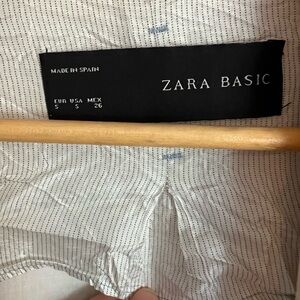 MADE IN SPAIN
ZARA BASIC
EUR USA MEX
S S 26